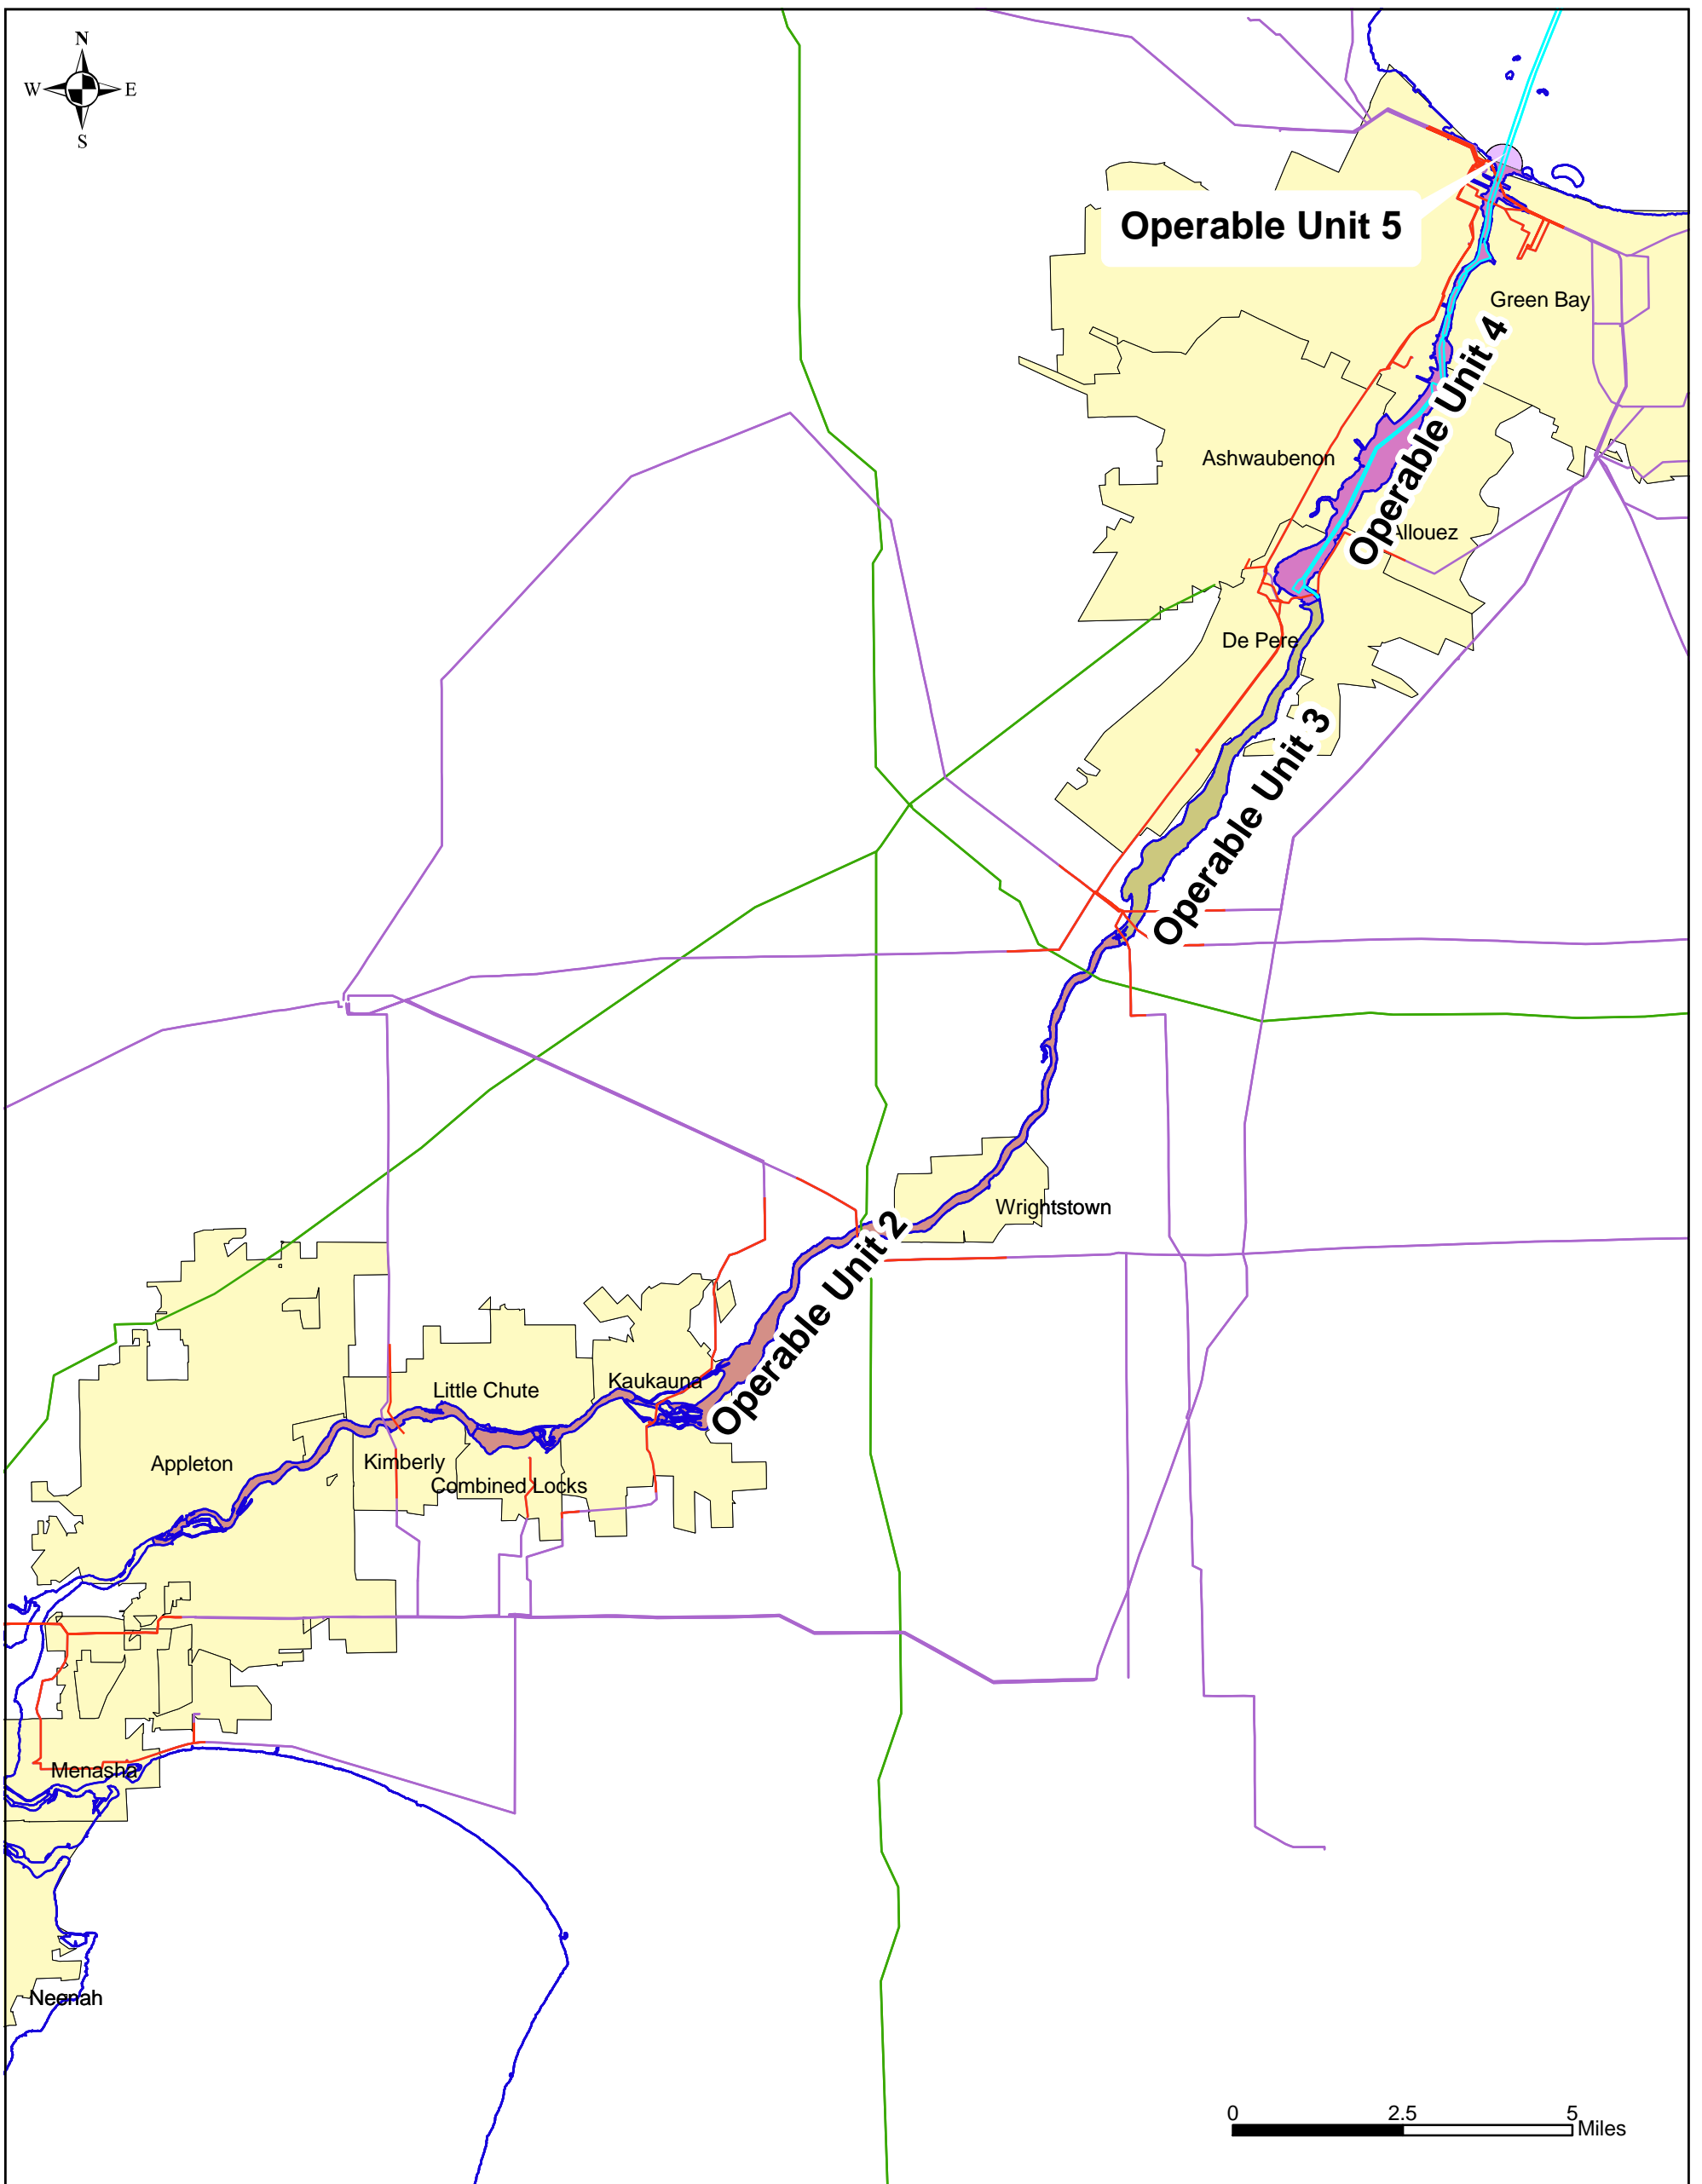 N
W E
S
Operable Unit 5
Green Bay
Operable Unit 4
Ashwaubenon
Allouez
De Pere
Operable Unit 3
Wrightstown
Operable Unit 2
Kaukauna
Little Chute
Appleton
Kimberly
Combined Locks
Menasha
Neenah
0 2.5 5
Miles